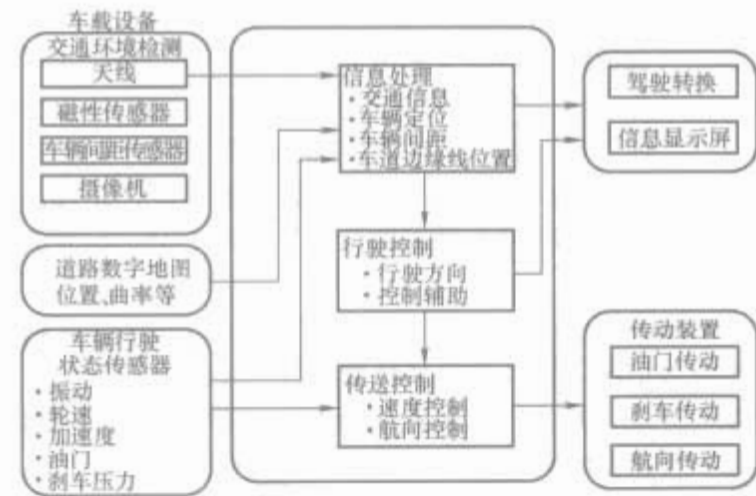 车载设备
交通环境检测
天线
磁性传感器
车辆间距传感器
摄像机
道路数字地图
位置、曲率等
车辆行驶
状态传感器
·振动
·轮速
·加速度
·油门
·刹车压力
信息处理
·交通信息
·车辆定位
·车辆间距
·车道边缘线位置
行驶控制
·行驶方向
·控制辅助
传送控制
·速度控制
·航向控制
驾驶转换
信息显示屏
传动装置
油门传动
刹车传动
航向传动